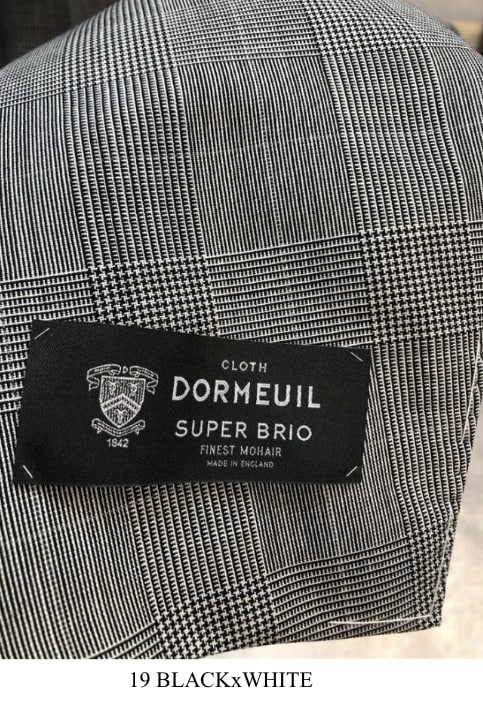 CLOTH
DORMEUIL
SUPER BRIO
FINEST MOHAIR
MADE IN ENGLAND
D
1842
19 BLACKxWHITE